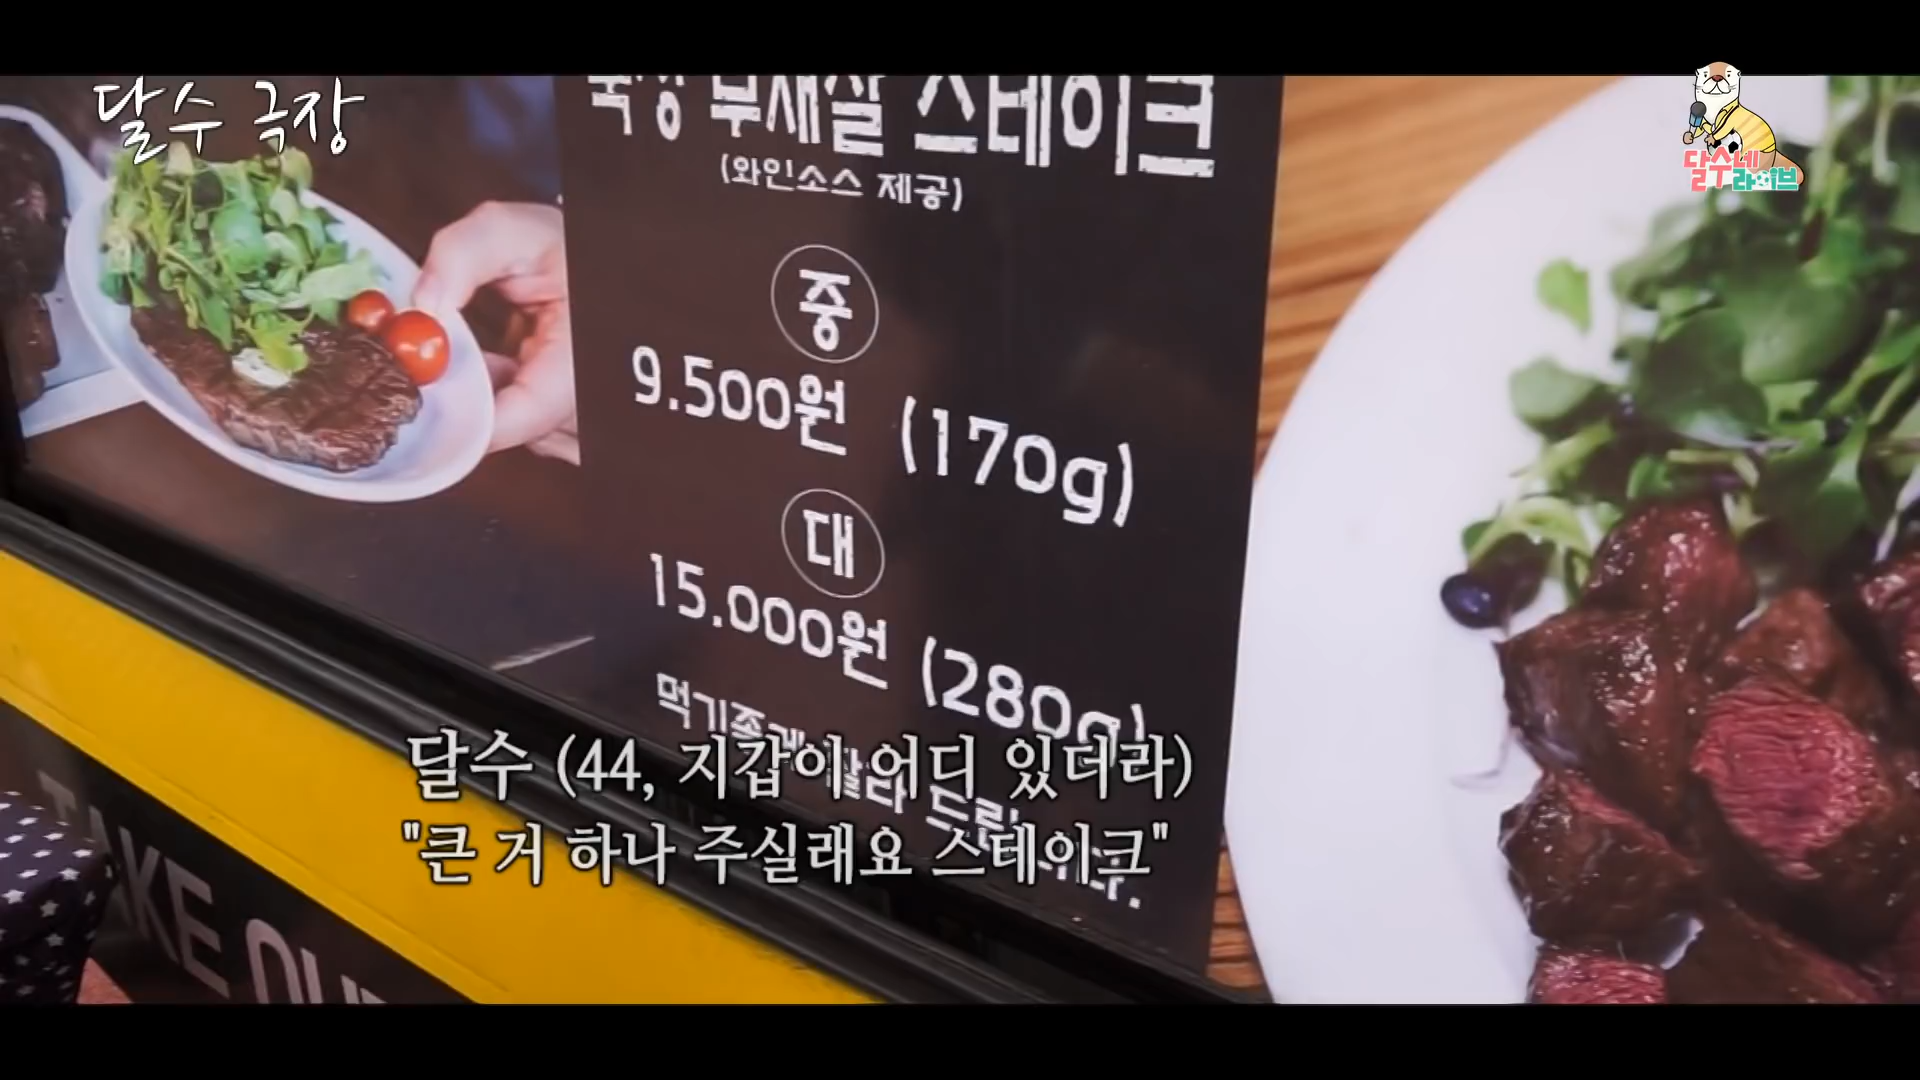 달수 극장
달수네
라이브
부채살 스테이크
(와인소스 제공)
중
9.500원 (170g)
대
15.000원 (280g)
달수 (44, 지갑이 어디 있더라)
"큰 거 하나 주실래요 스테이크"
TAKE OUT